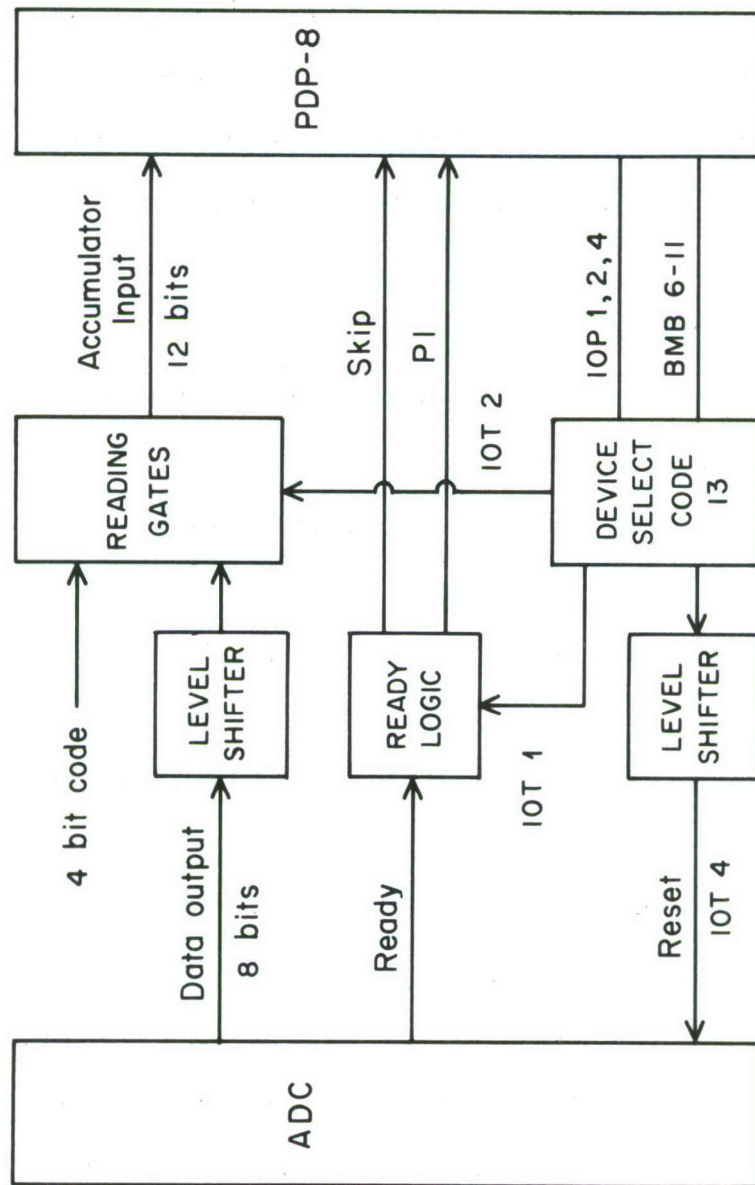 ADC
Data output
8 bits
Ready
Reset
IOT 4
4 bit code
LEVEL
SHIFTER
READY
LOGIC
IOT 1
LEVEL
SHIFTER
READING
GATES
IOT 2
DEVICE
SELECT
CODE
13
Accumulator
Input
12 bits
Skip
PI
IOP 1, 2, 4
BMB 6-11
PDP-8